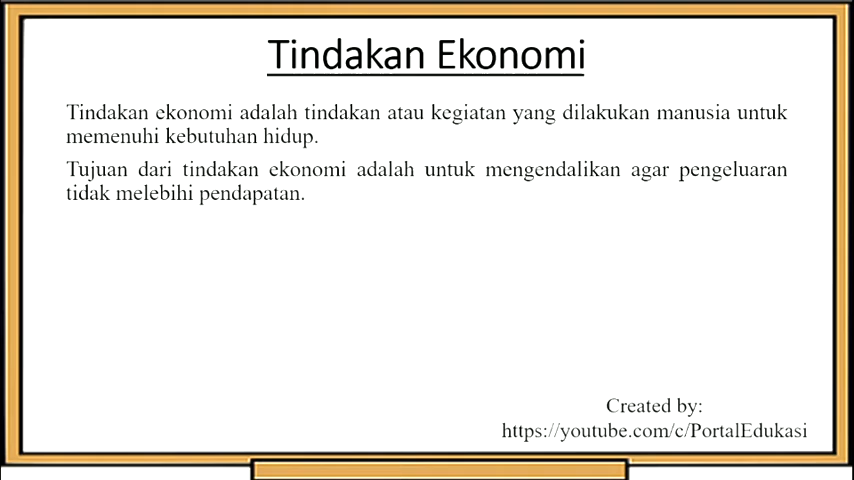 Tindakan Ekonomi
Tindakan ekonomi adalah tindakan atau kegiatan yang dilakukan manusia untuk
memenuhi kebutuhan hidup.
Tujuan dari tindakan ekonomi adalah untuk mengendalikan agar pengeluaran
tidak melebihi pendapatan.
Created by:
https://youtube.com/c/PortalEdukasi